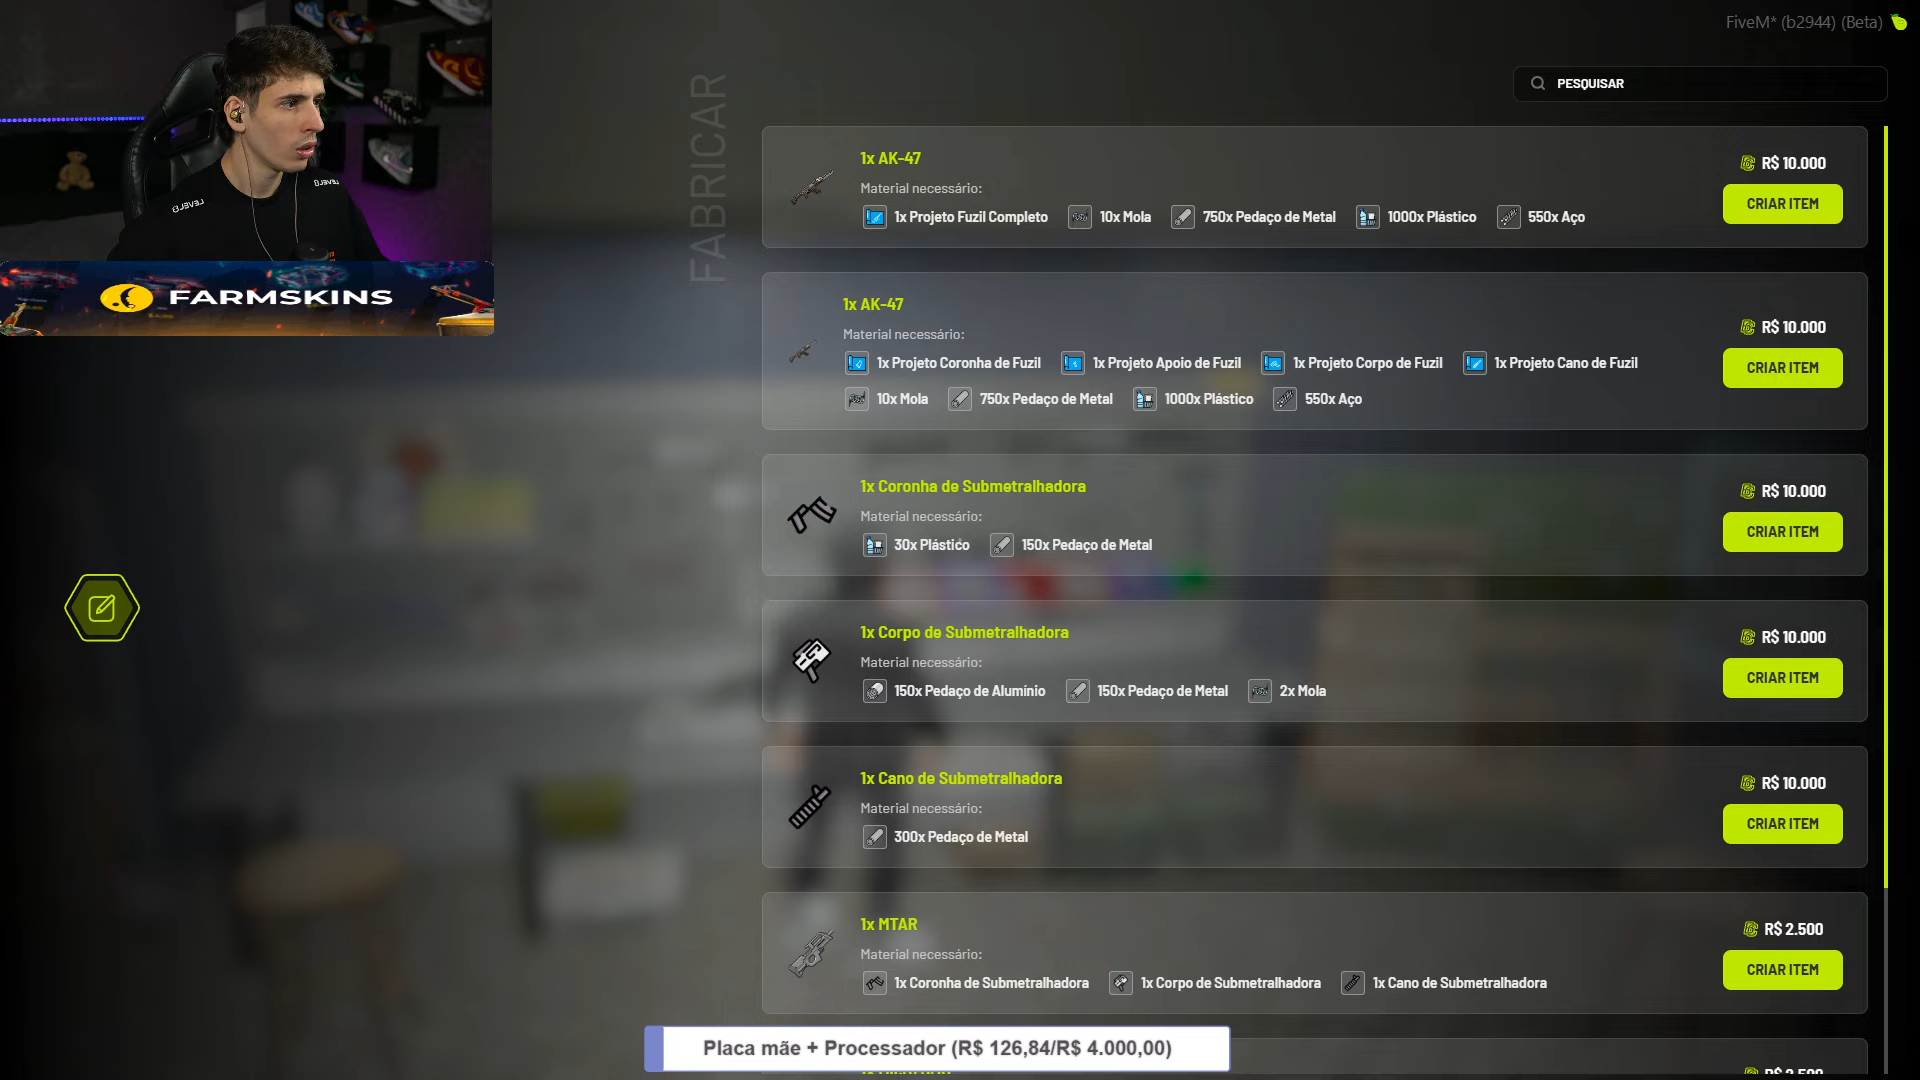 FiveM* (b2944) (Beta)
PESQUISAR
FABRICAR
LEVEL3
FARMSKINS
1x AK-47
Material necessário:
1x Projeto Fuzil Completo 10x Mola 750x Pedaço de Metal 1000x Plástico 550x Aço
R$ 10.000
CRIAR ITEM
1x AK-47
Material necessário:
1x Projeto Coronha de Fuzil 1x Projeto Apoio de Fuzil 1x Projeto Corpo de Fuzil 1x Projeto Cano de Fuzil
10x Mola 750x Pedaço de Metal 1000x Plástico 550x Aço
R$ 10.000
CRIAR ITEM
1x Coronha de Submetralhadora
Material necessário:
30x Plástico 150x Pedaço de Metal
R$ 10.000
CRIAR ITEM
1x Corpo de Submetralhadora
Material necessário:
150x Pedaço de Alumínio 150x Pedaço de Metal 2x Mola
R$ 10.000
CRIAR ITEM
1x Cano de Submetralhadora
Material necessário:
300x Pedaço de Metal
R$ 10.000
CRIAR ITEM
1x MTAR
Material necessário:
1x Coronha de Submetralhadora 1x Corpo de Submetralhadora 1x Cano de Submetralhadora
R$ 2.500
CRIAR ITEM
Placa mãe + Processador (R$ 126,84/R$ 4.000,00)